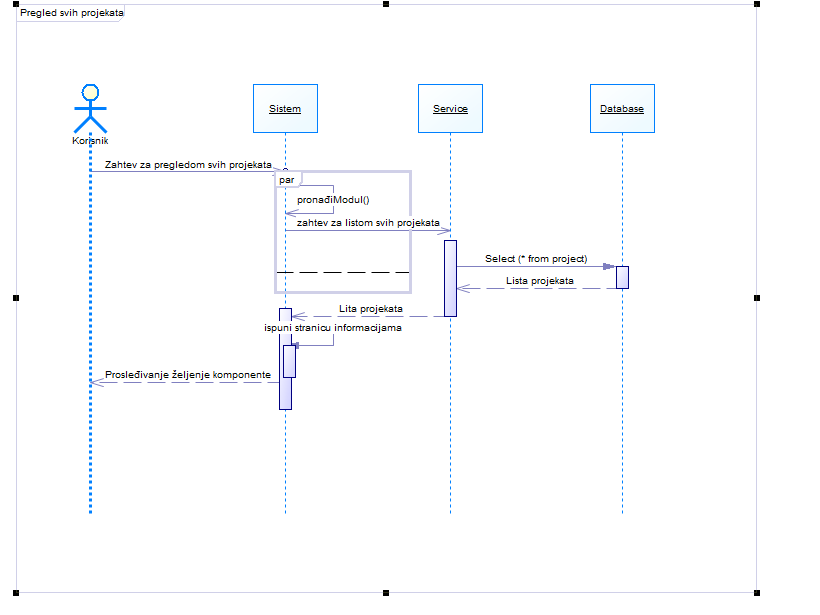 Pregled svih projekata
Korisnik
Sistem
Service
Database
Zahtev za pregledom svih projekata
par
pronađiModul()
zahtev za listom svih projekata
Select (* from project)
Lista projekata
Lita projekata
ispuni stranicu informacijama
Prosleđivanje željenje komponente